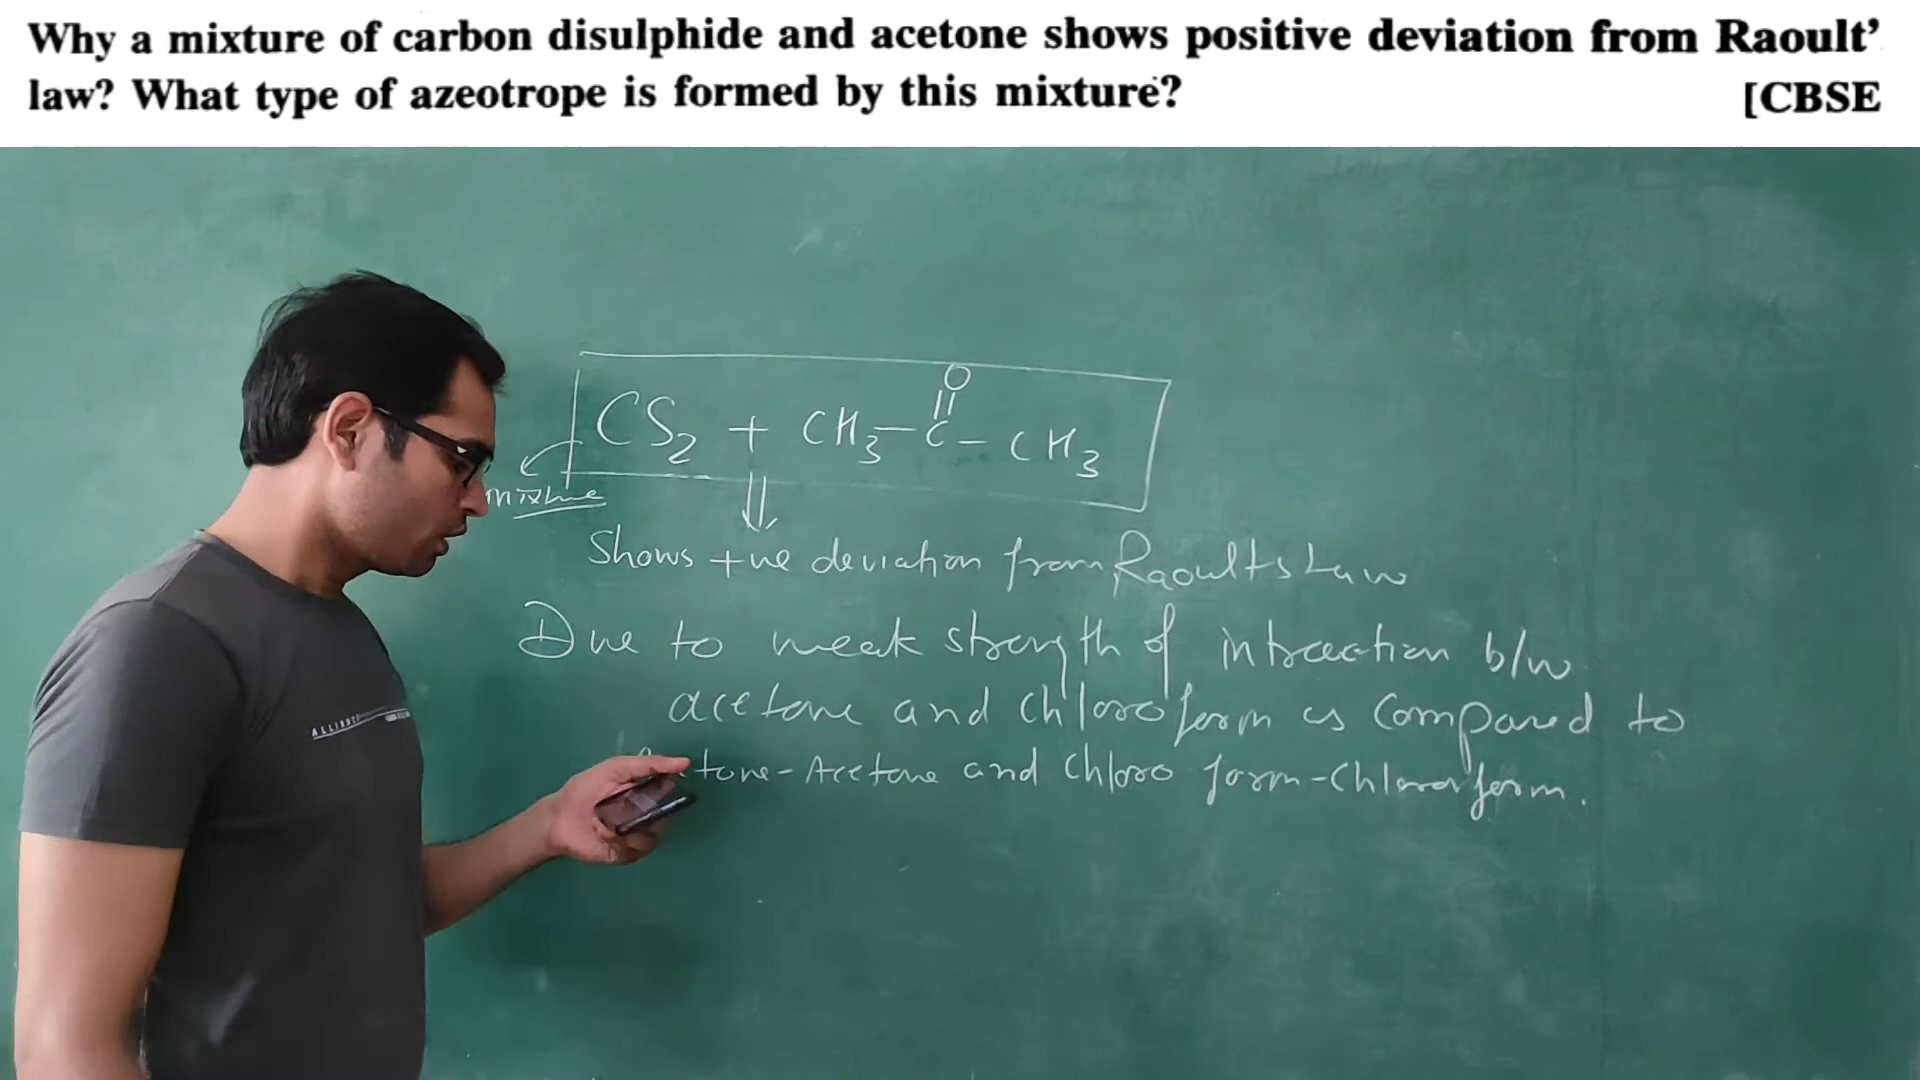 Why a mixture of carbon disulphide and acetone shows positive deviation from Raoult'
law? What type of azeotrope is formed by this mixture? [CBSE
O
CS2 + CH3-C-CH3
mixture
Shows +ve deviation from Raoults Law
Due to weak strength of interaction b/w
acetone and chloroform as compared to
tone-Acetone and chloro form-chloroform.
ALLIANCE